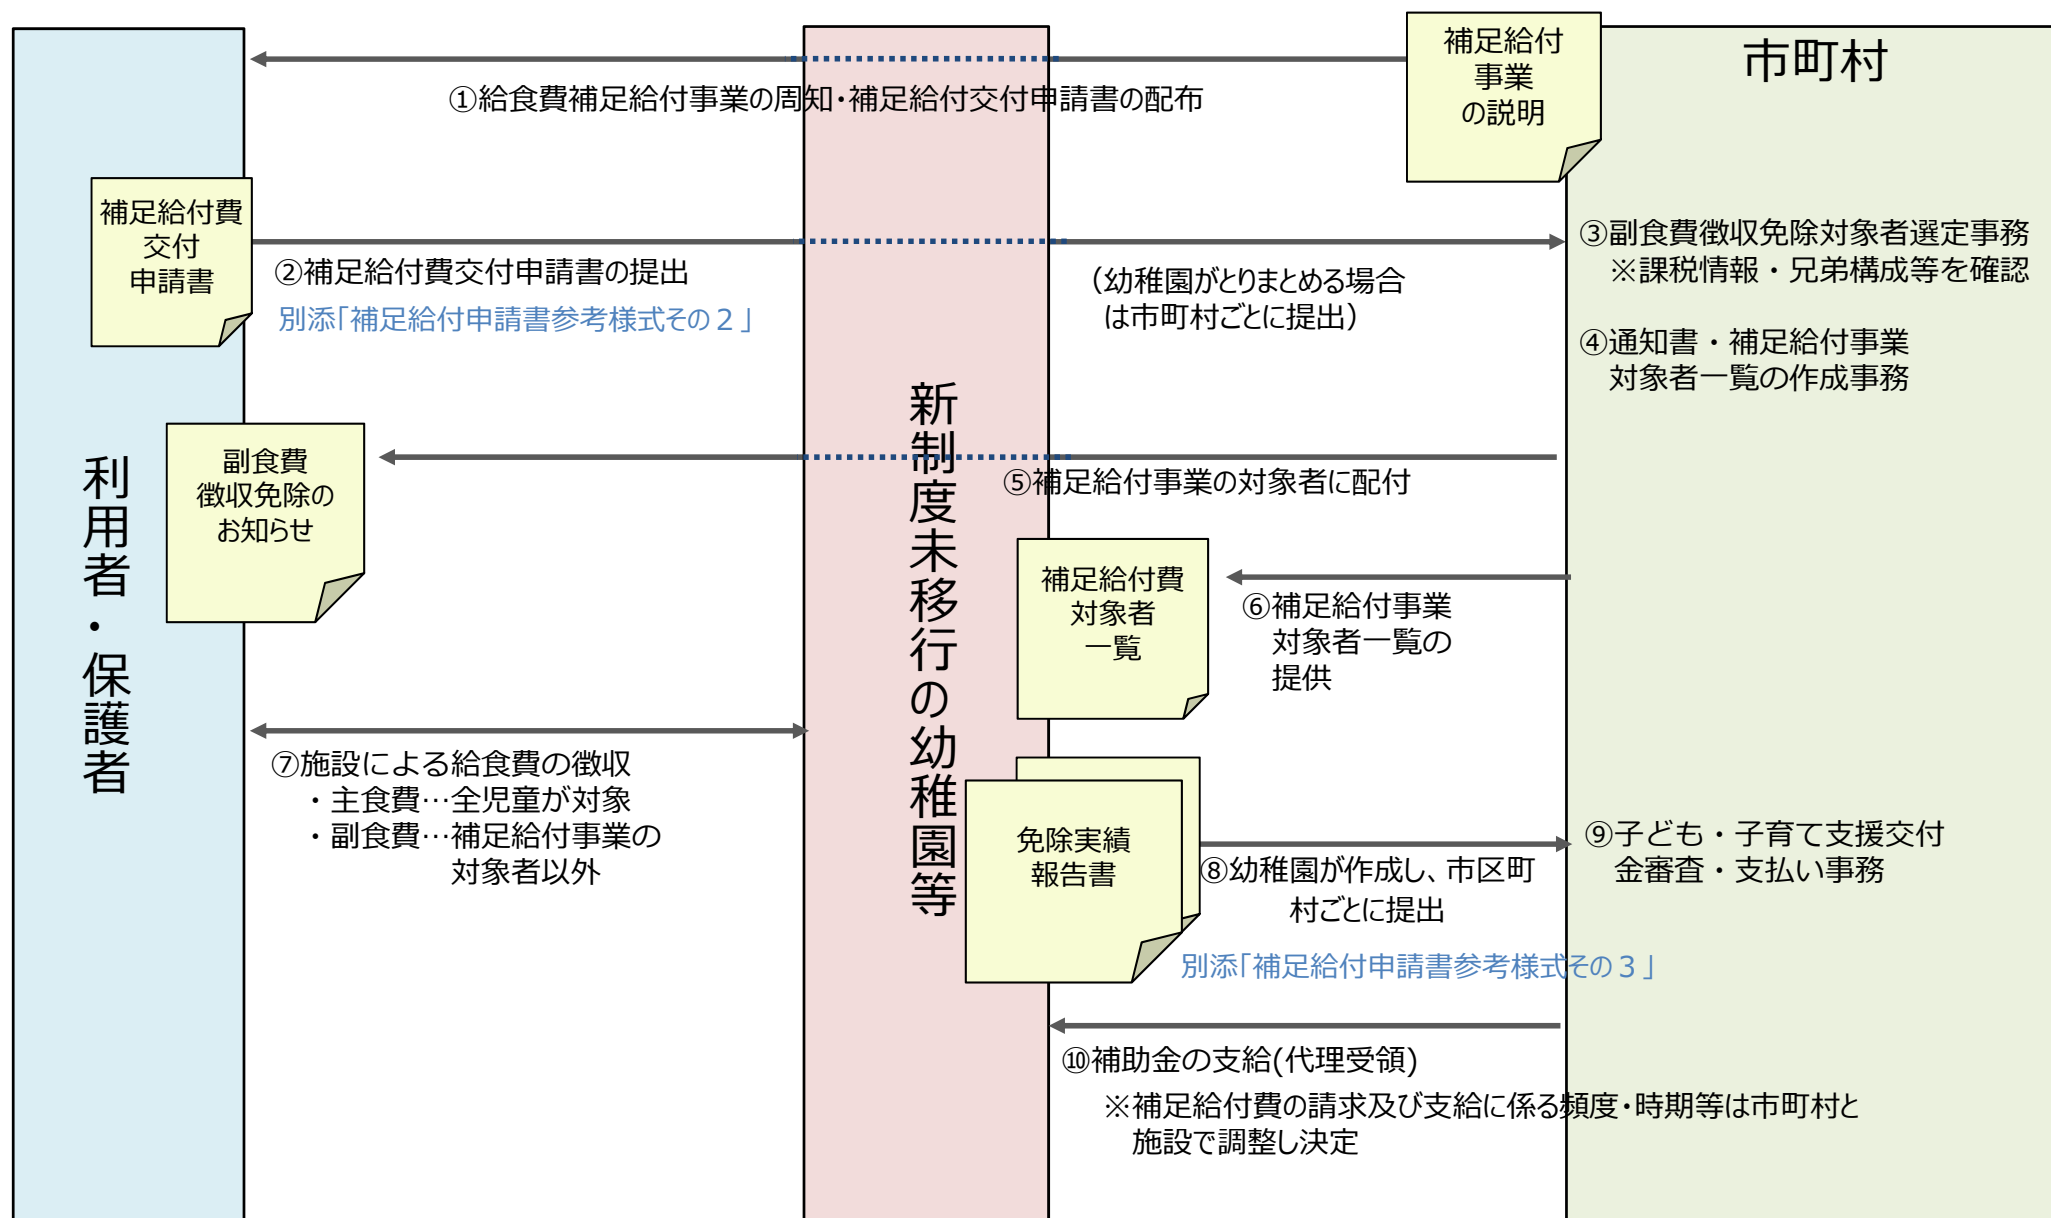 市町村
補足給付
事業
の説明
①給食費補足給付事業の周知・補足給付交付申請書の配布
補足給付費
交付
申請書
②補足給付費交付申請書の提出
別添「補足給付申請書参考様式その２」
（幼稚園がとりまとめる場合
は市町村ごとに提出）
③副食費徴収免除対象者選定事務
※課税情報・兄弟構成等を確認
④通知書・補足給付事業
対象者一覧の作成事務
利用者・保護者
新制度未移行の幼稚園等
副食費
徴収免除の
お知らせ
⑤補足給付事業の対象者に配付
補足給付費
対象者
一覧
⑥補足給付事業
対象者一覧の
提供
⑦施設による給食費の徴収
・主食費…全児童が対象
・副食費…補足給付事業の
対象者以外
免除実績
報告書
⑧幼稚園が作成し、市区町
村ごとに提出
別添「補足給付申請書参考様式その３」
⑨子ども・子育て支援交付
金審査・支払い事務
⑩補助金の支給(代理受領)
※補足給付費の請求及び支給に係る頻度・時期等は市町村と
施設で調整し決定